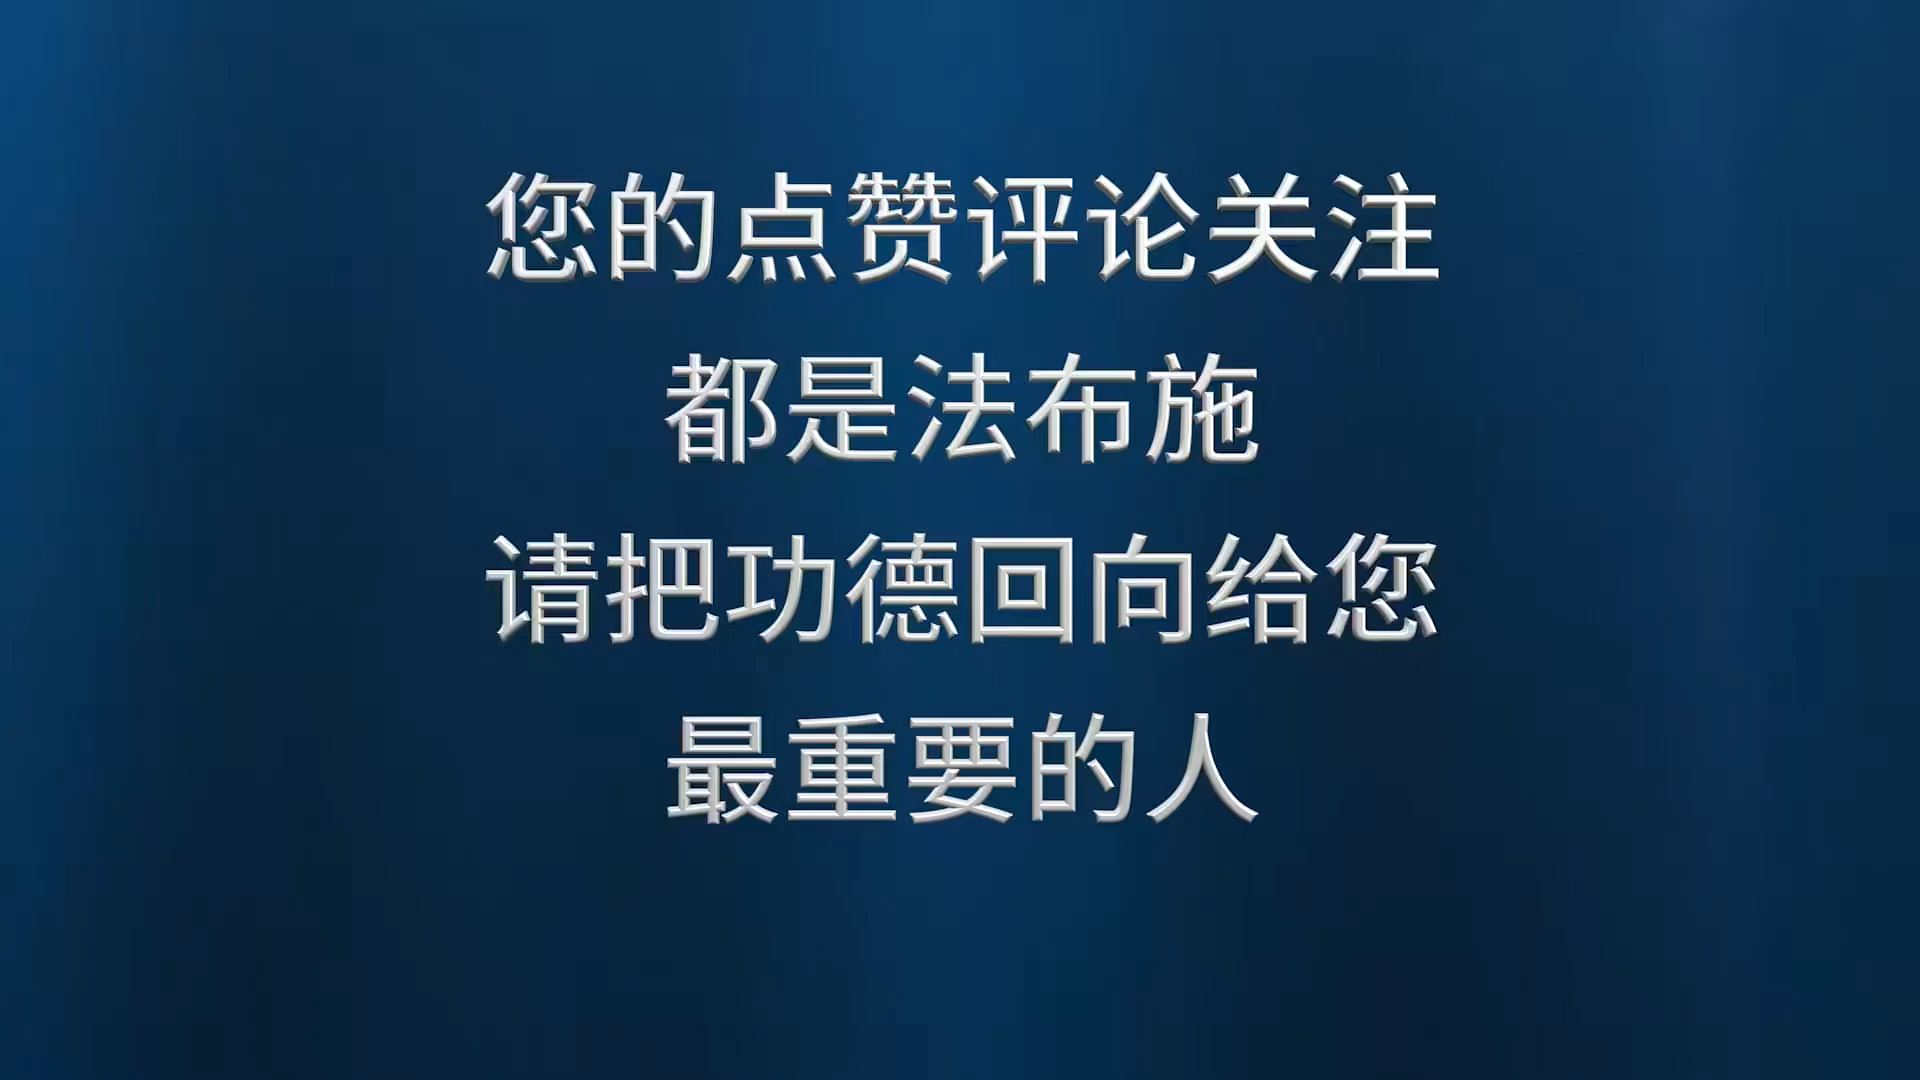 您的点赞评论关注
都是法布施
请把功德回向给您
最重要的人